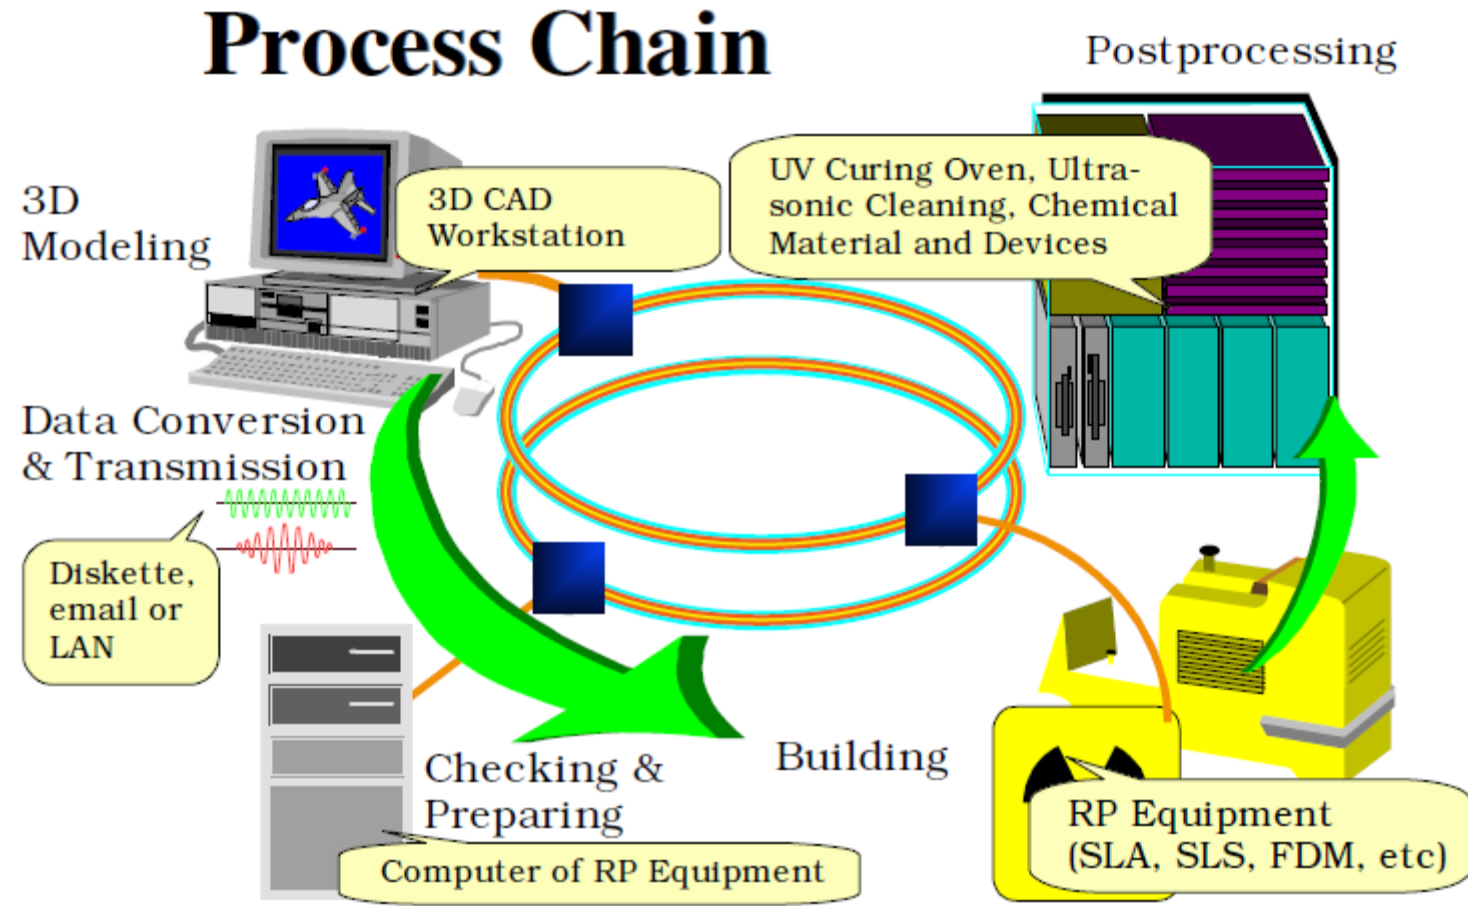 Process Chain
Postprocessing
3D
Modeling
3D CAD
Workstation
UV Curing Oven, Ultra-
sonic Cleaning, Chemical
Material and Devices
Data Conversion
& Transmission
Diskette,
email or
LAN
Checking &
Preparing
Computer of RP Equipment
Building
RP Equipment
(SLA, SLS, FDM, etc)